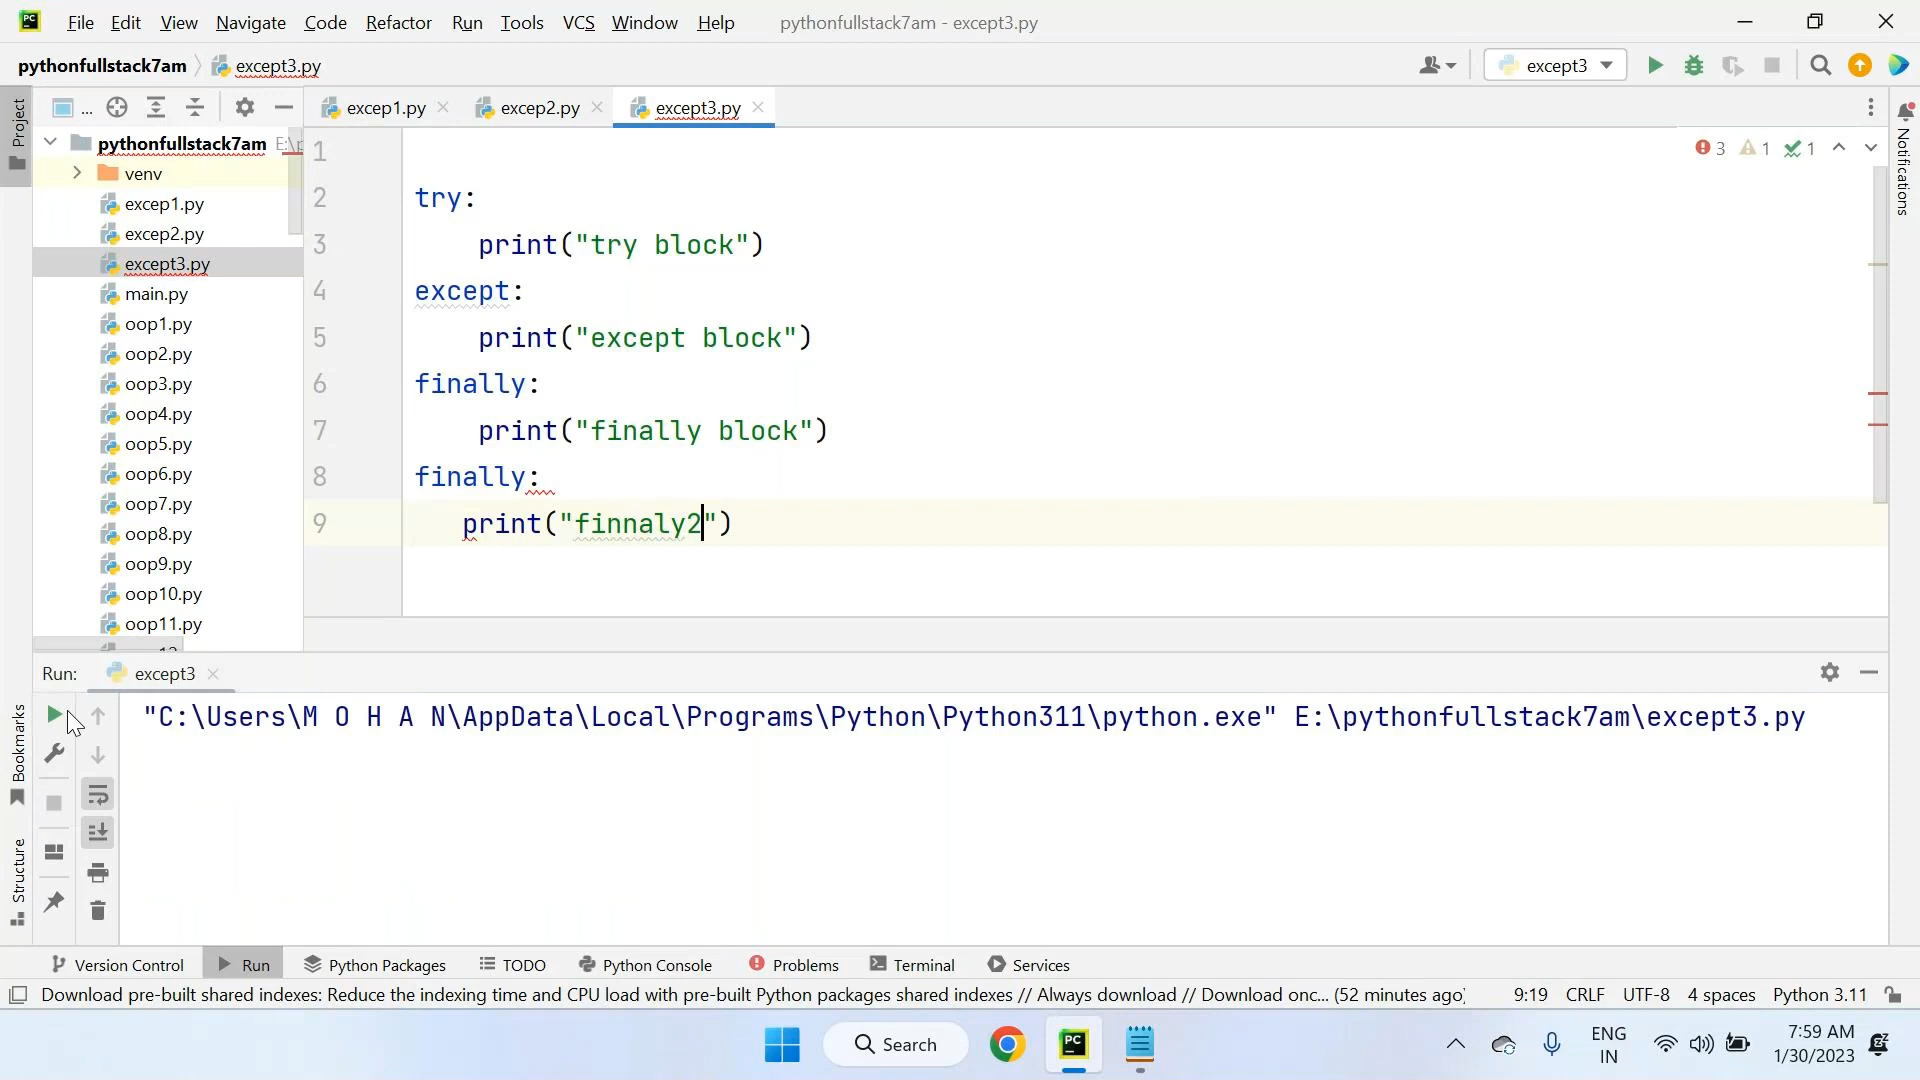 PC File Edit View Navigate Code Refactor Run Tools VCS Window Help pythonfullstack7am - except3.py
pythonfullstack7am except3.py except3
... excep1.py excep2.py except3.py
Project
pythonfullstack7am E:\p
venv
excep1.py
excep2.py
except3.py
main.py
oop1.py
oop2.py
oop3.py
oop4.py
oop5.py
oop6.py
oop7.py
oop8.py
oop9.py
oop10.py
oop11.py
1
2 try:
3     print("try block")
4 except:
5     print("except block")
6 finally:
7     print("finally block")
8 finally:
9    print("finnaly2")
3 1 1
Notifications
Run: except3
"C:\Users\M O H A N\AppData\Local\Programs\Python\Python311\python.exe" E:\pythonfullstack7am\except3.py
Bookmarks
Structure
Version Control Run Python Packages TODO Python Console Problems Terminal Services
Download pre-built shared indexes: Reduce the indexing time and CPU load with pre-built Python packages shared indexes // Always download // Download onc... (52 minutes ago) 9:19 CRLF UTF-8 4 spaces Python 3.11
Search PC ENG
IN
7:59 AM
1/30/2023